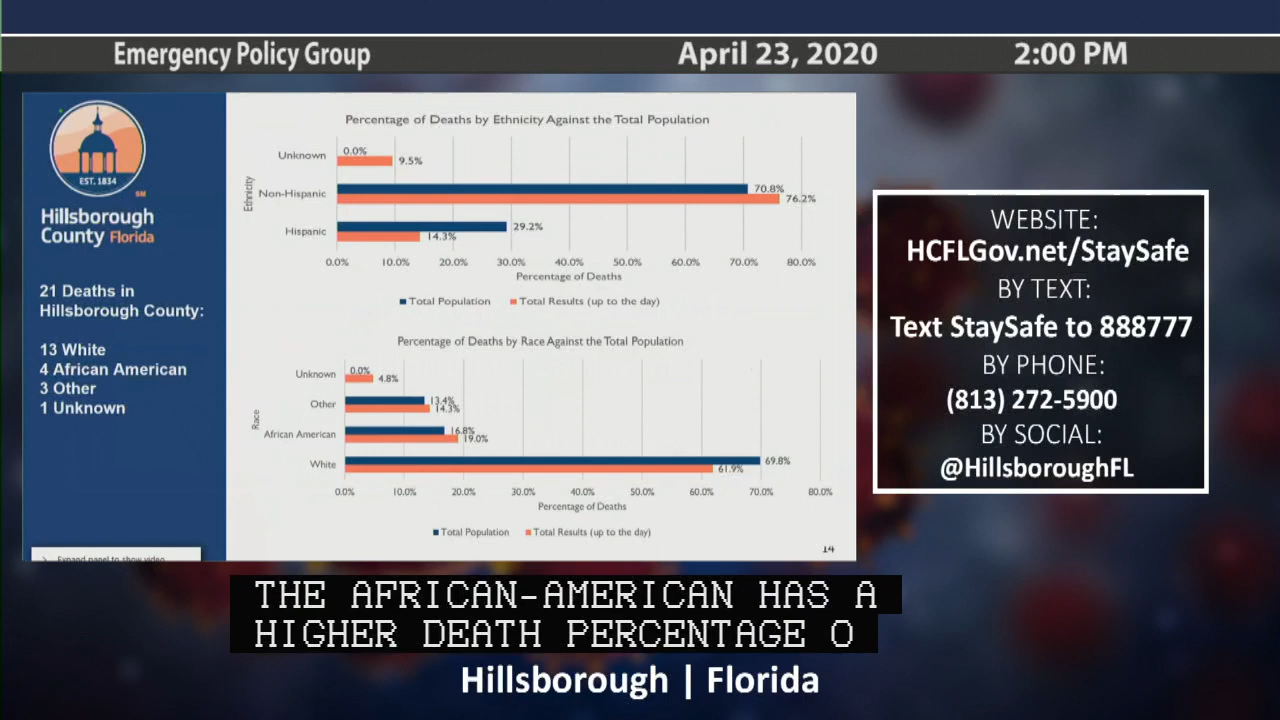 Emergency Policy Group
April 23, 2020
2:00 PM
EST. 1834
SM
Hillsborough
County Florida
21 Deaths in
Hillsborough County:
13 White
4 African American
3 Other
1 Unknown
Expand panel to show video
Percentage of Deaths by Ethnicity Against the Total Population
Ethnicity
Unknown
0.0%
9.5%
Non-Hispanic
70.8%
76.2%
Hispanic
29.2%
14.3%
0.0% 10.0% 20.0% 30.0% 40.0% 50.0% 60.0% 70.0% 80.0%
Percentage of Deaths
Total Population Total Results (up to the day)
Percentage of Deaths by Race Against the Total Population
Race
Unknown
0.0%
4.8%
Other
13.4%
14.3%
African American
16.8%
19.0%
White
69.8%
61.9%
0.0% 10.0% 20.0% 30.0% 40.0% 50.0% 60.0% 70.0% 80.0%
Percentage of Deaths
Total Population Total Results (up to the day)
14
WEBSITE:
HCFLGov.net/StaySafe
BY TEXT:
Text StaySafe to 888777
BY PHONE:
(813) 272-5900
BY SOCIAL:
@HillsboroughFL
THE AFRICAN-AMERICAN HAS A
HIGHER DEATH PERCENTAGE O
Hillsborough | Florida